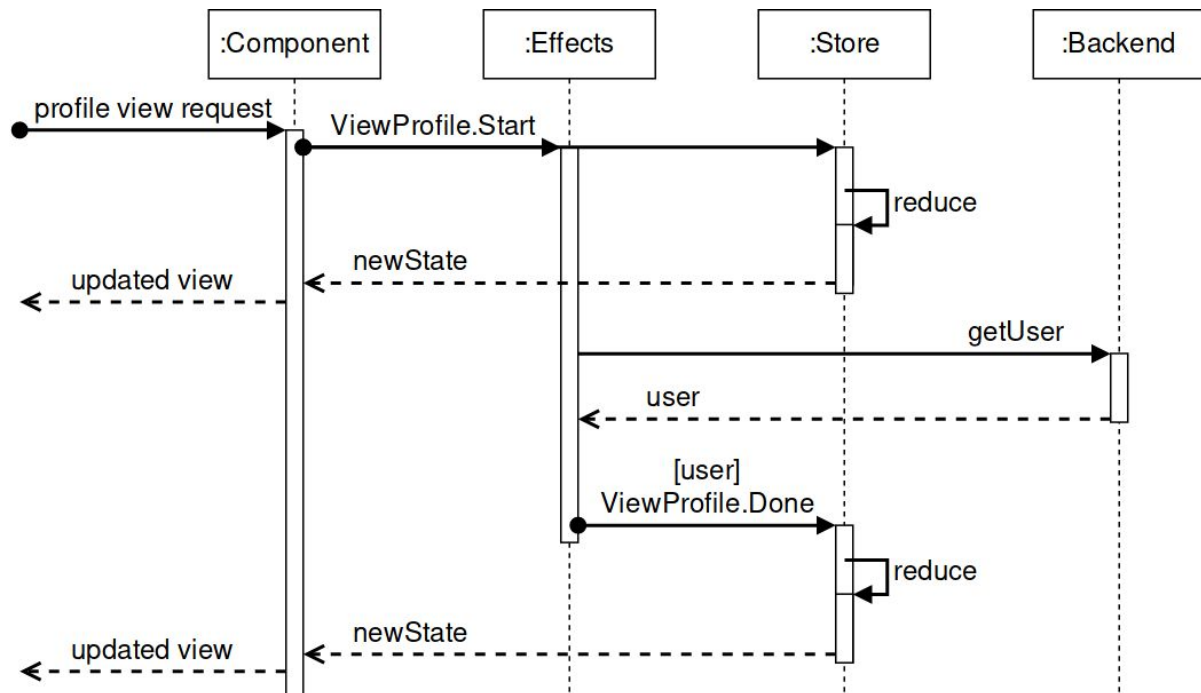 :Component
:Effects
:Store
:Backend
profile view request
ViewProfile.Start
reduce
newState
updated view
getUser
user
[user]
ViewProfile.Done
reduce
newState
updated view